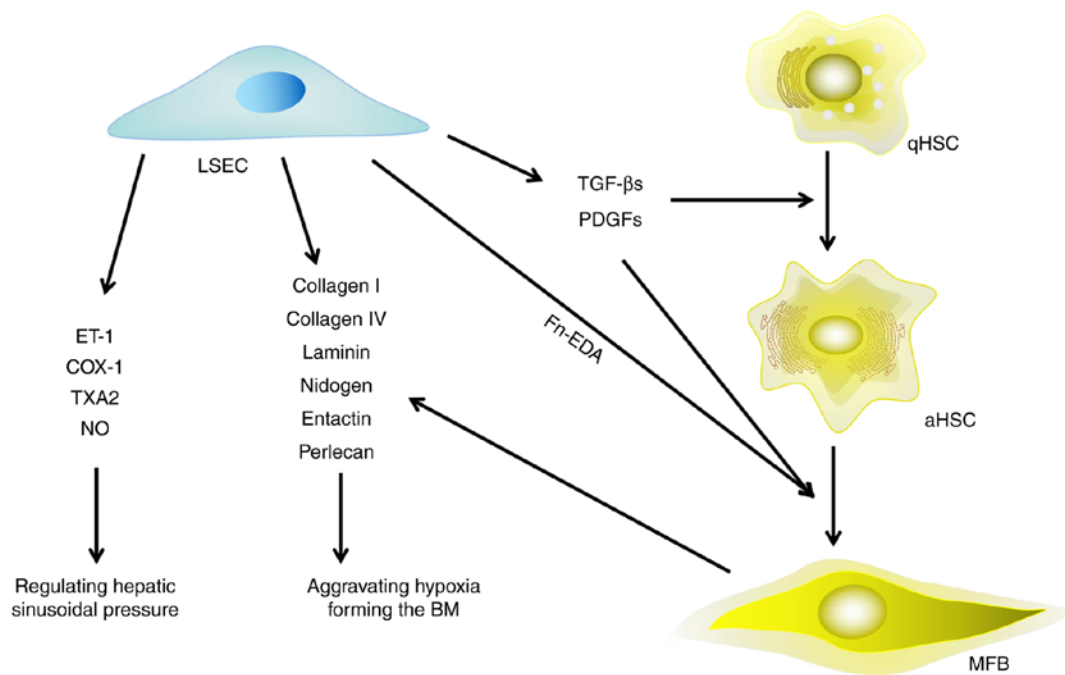 LSEC
qHSC
TGF-βs
PDGFs
Collagen I
Collagen IV
Laminin
Nidogen
Entactin
Perlecan
ET-1
COX-1
TXA2
NO
Fn-EDA
aHSC
Regulating hepatic
sinusoidal pressure
Aggravating hypoxia
forming the BM
MFB